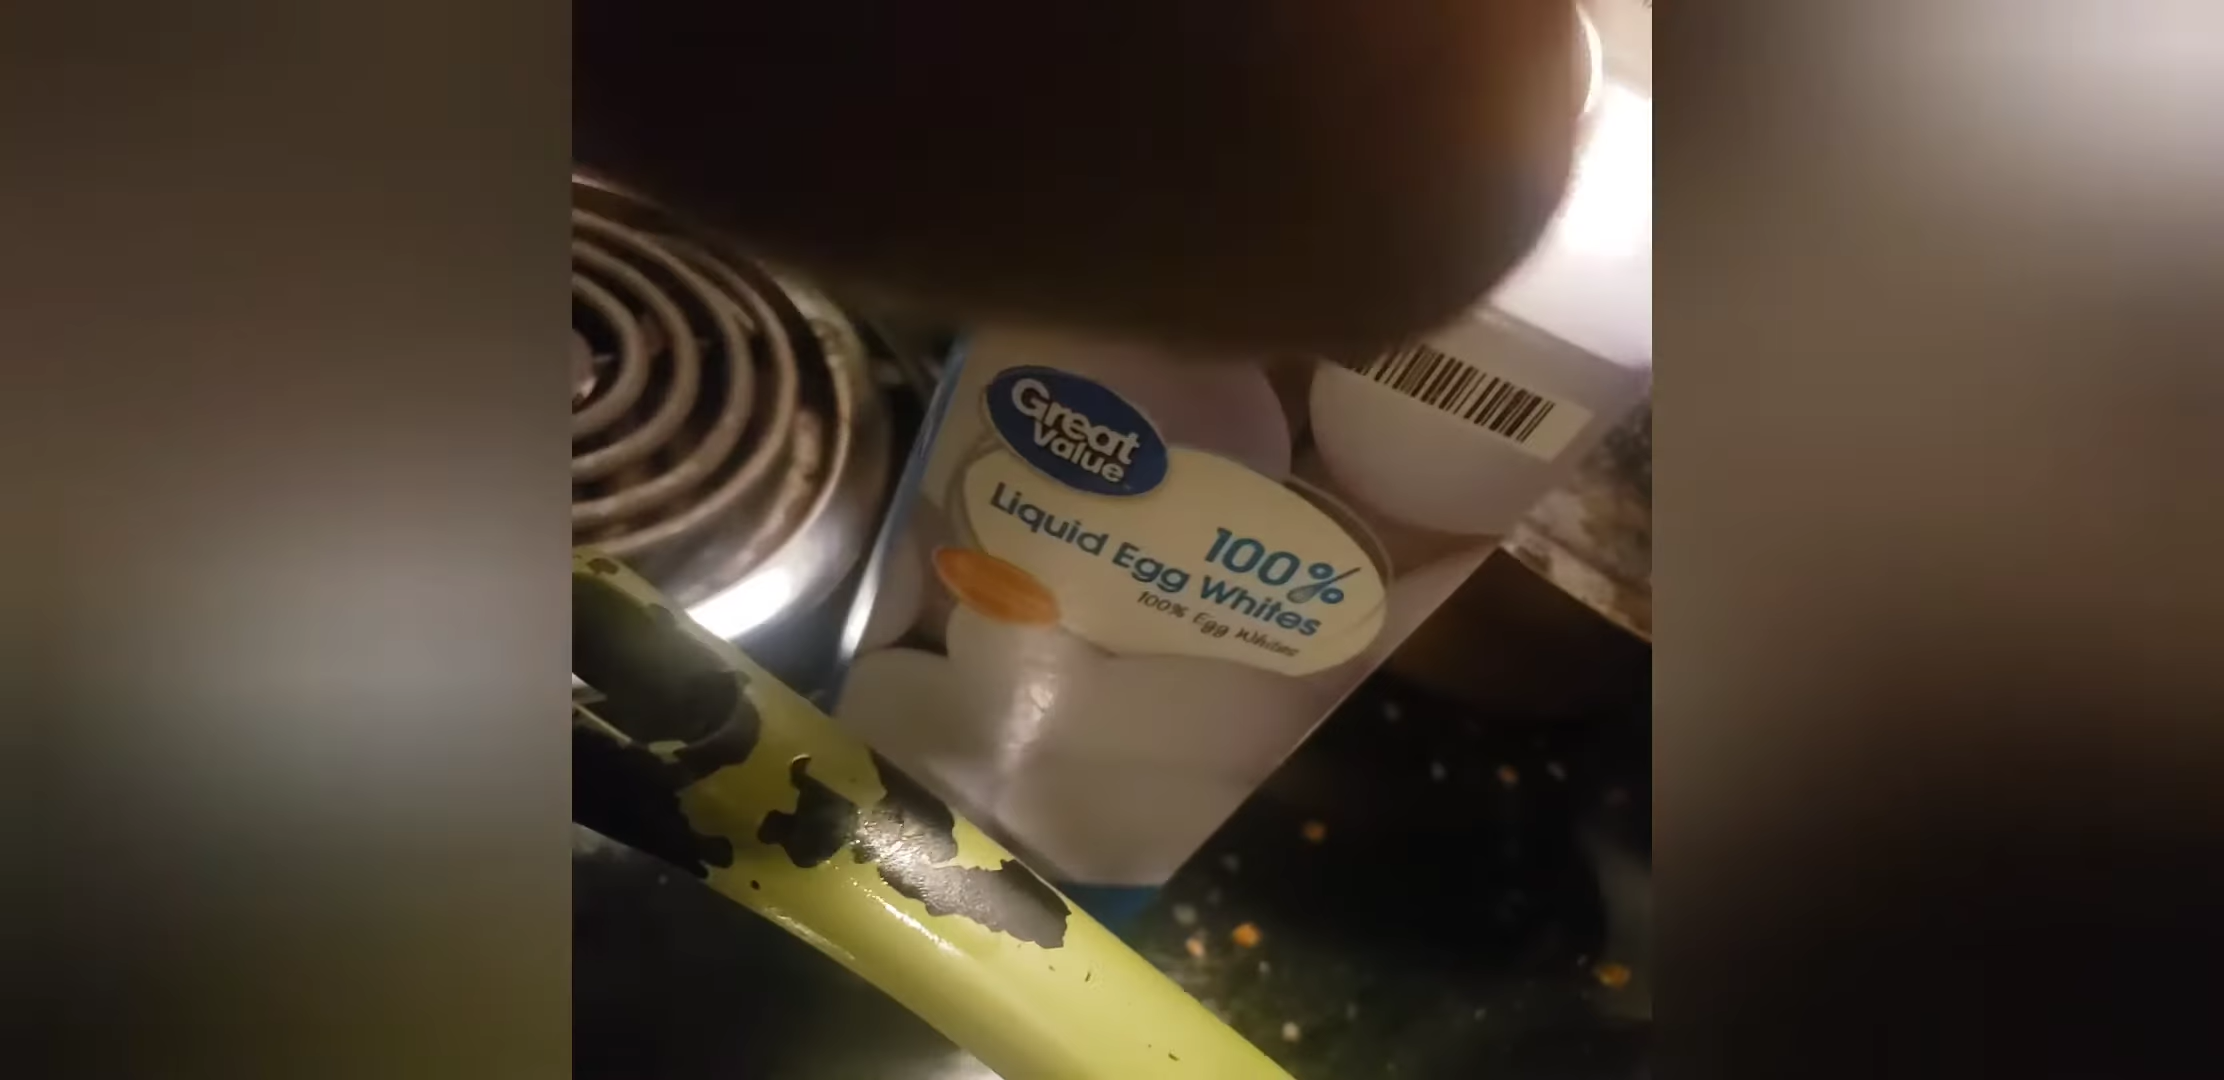 Great
Value
100%
Liquid Egg Whites
100% Egg Whites